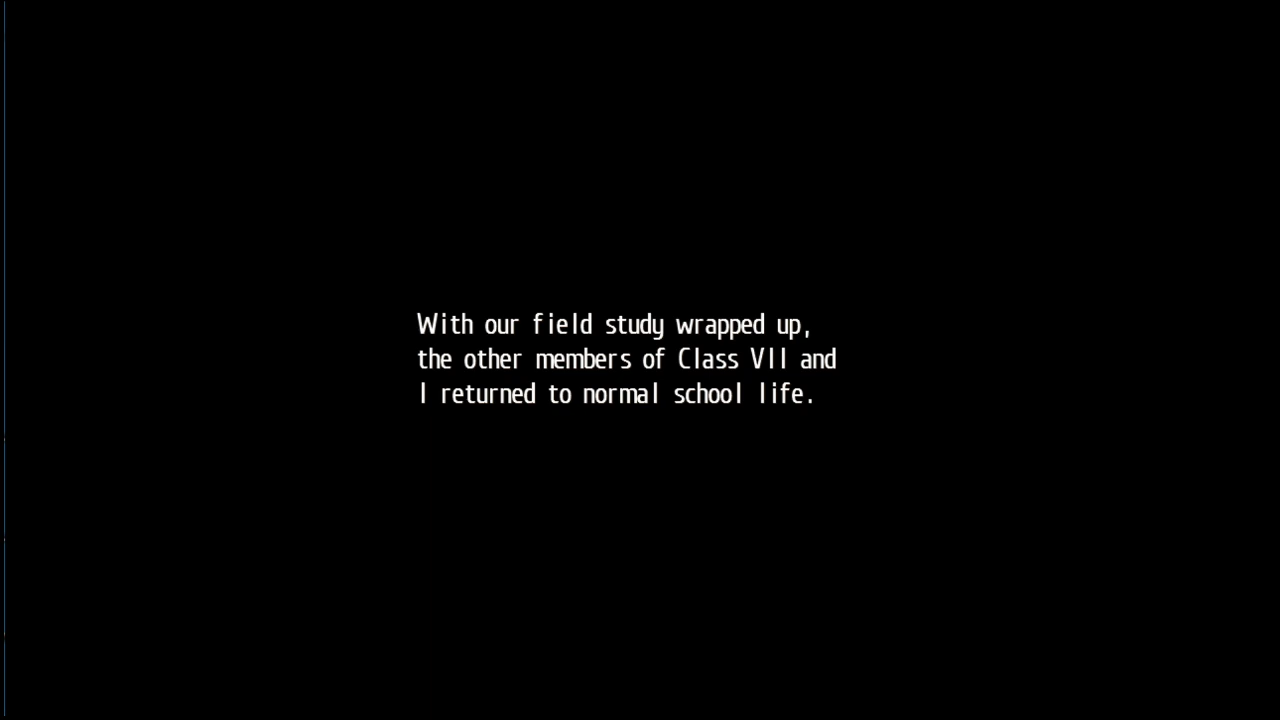 With our field study wrapped up,
the other members of Class VII and
I returned to normal school life.